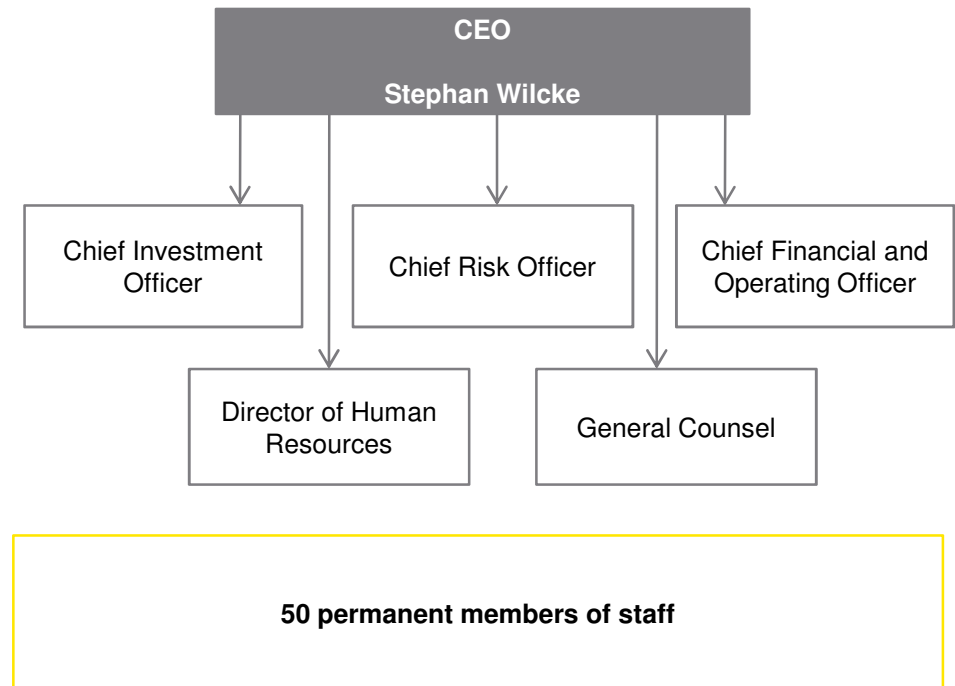 CEO
Stephan Wilcke
Chief Investment
Officer
Chief Risk Officer
Chief Financial and
Operating Officer
Director of Human
Resources
General Counsel
50 permanent members of staff